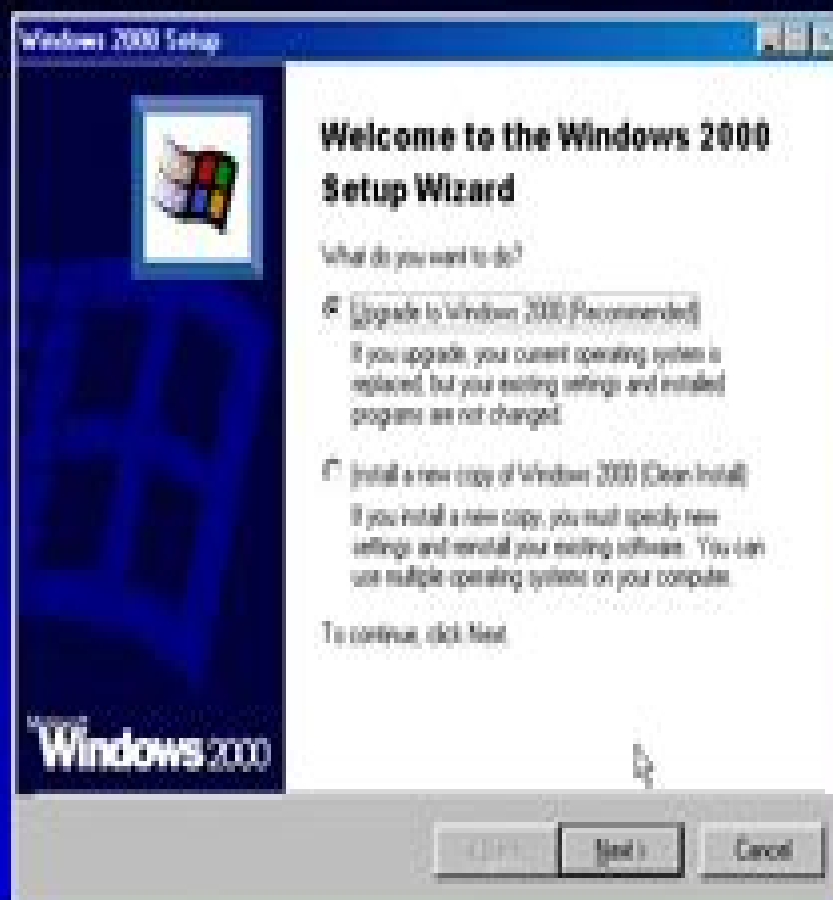 Windows 2000 Setup
Welcome to the Windows 2000
Setup Wizard
What do you want to do?
Upgrade to Windows 2000 (Recommended)
If you upgrade, your current operating system is
replaced, but your existing settings and installed
programs are not changed.
Install a new copy of Windows 2000 (Clean Install)
If you install a new copy, you must specify new
settings and reinstall your existing software. You can
use multiple operating systems on your computer.
To continue, click Next.
Microsoft
Windows 2000
Next >
Cancel